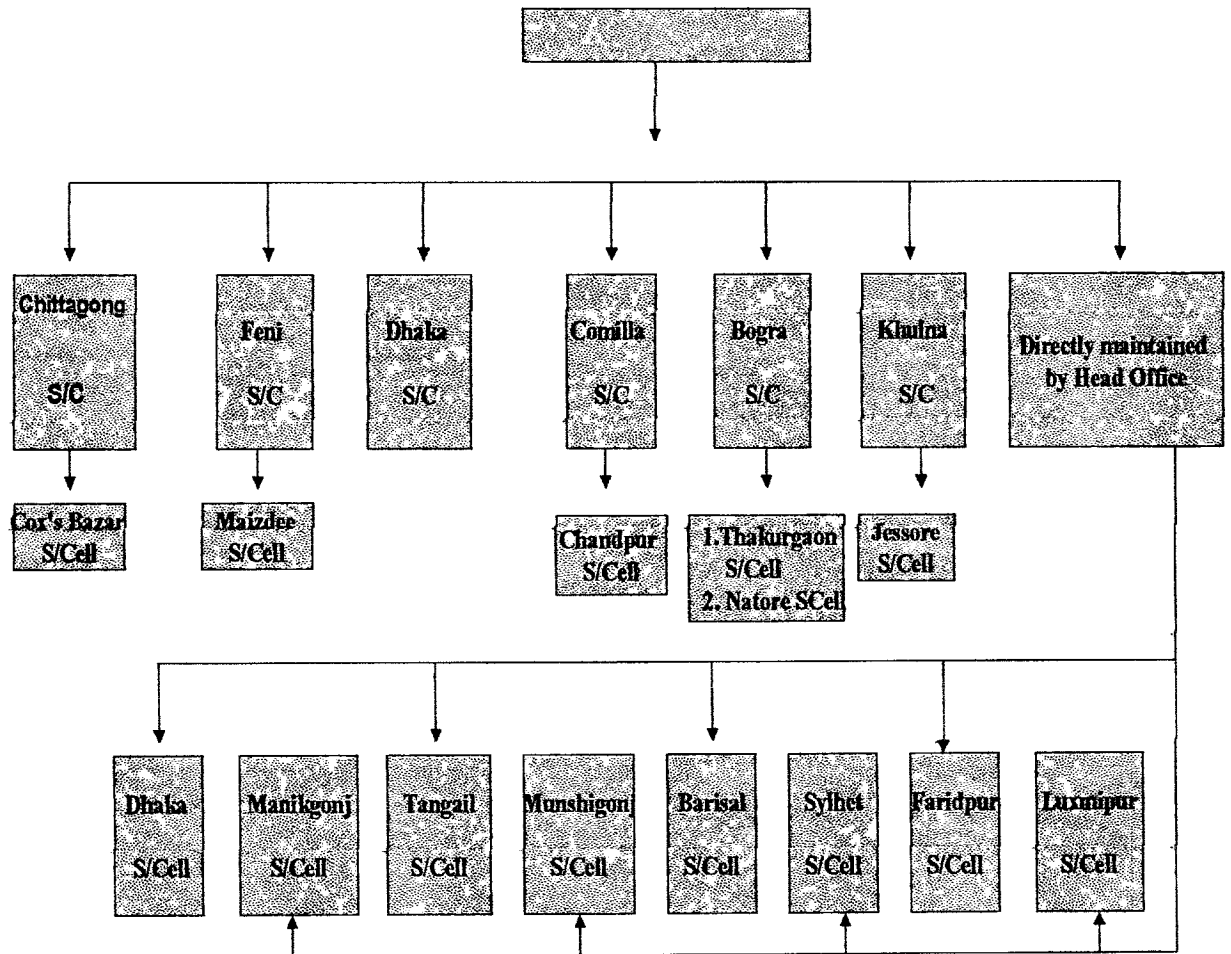 A
Chittagong
S/C
Feni
S/C
Dhaka
S/C
Comilla
S/C
Bogra
S/C
Khulna
S/C
Directly maintained
by Head Office
Cox's Bazar
S/Cell
Maizdee
S/Cell
Chandpur
S/Cell
1.Thakurgaon
S/Cell
2. Natore SCell
Jessore
S/Cell
Dhaka
S/Cell
Manikgonj
S/Cell
Tangail
S/Cell
Munshigonj
S/Cell
Barisal
S/Cell
Sylhet
S/Cell
Faridpur
S/Cell
Luxmipur
S/Cell